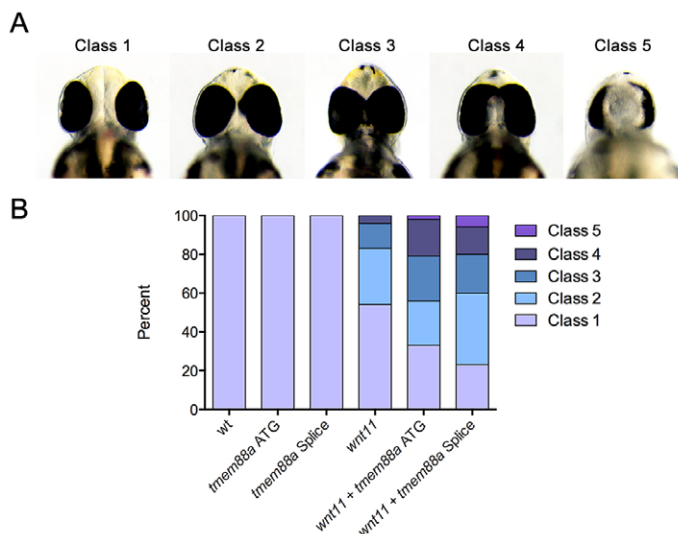 A
Class 1 Class 2 Class 3 Class 4 Class 5
B
100
80
60
40
20
0
Percent
wt
tmem88a ATG
tmem88a Splice
wnt11
wnt11 + tmem88a ATG
wnt11 + tmem88a Splice
Class 5
Class 4
Class 3
Class 2
Class 1